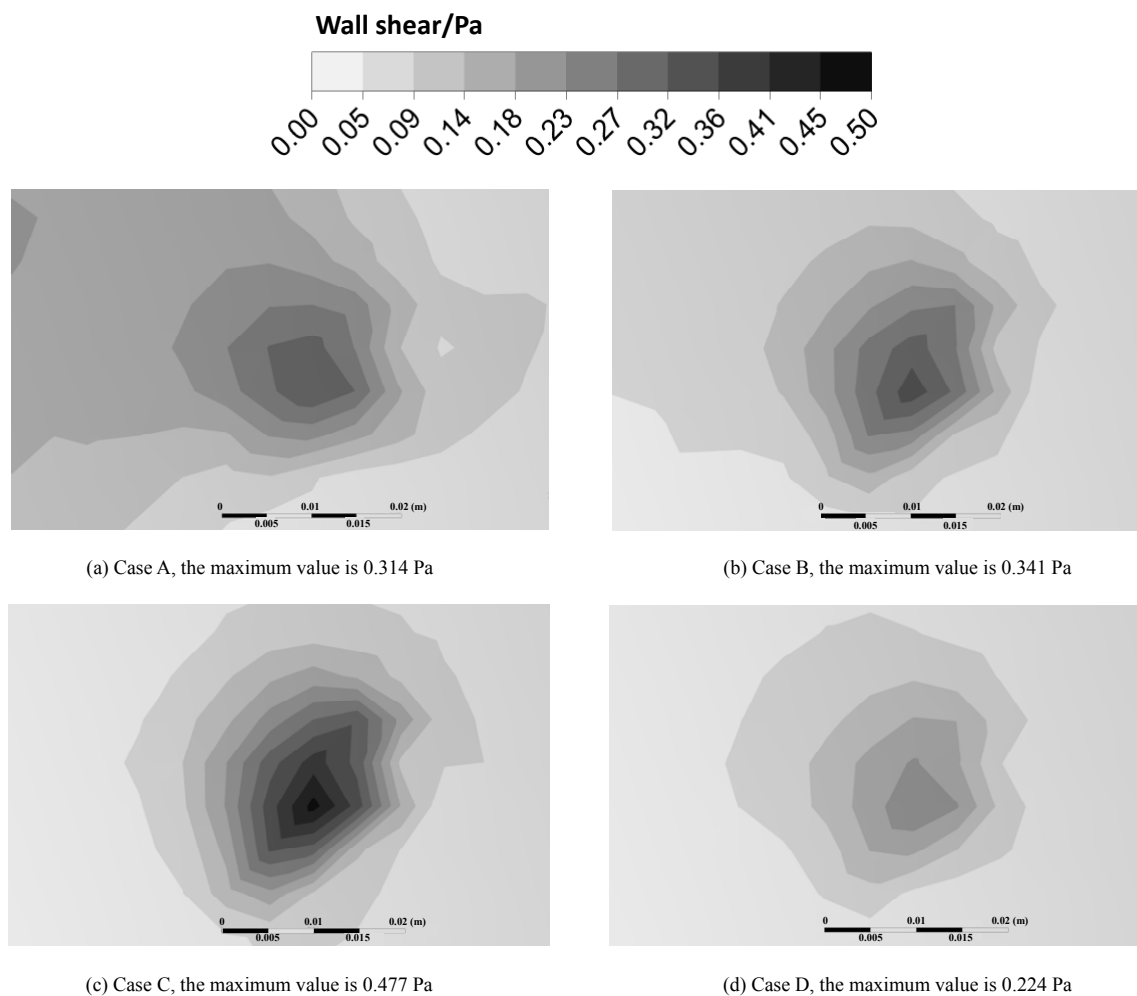 Wall shear/Pa
0.00 0.05 0.09 0.14 0.18 0.23 0.27 0.32 0.36 0.41 0.45 0.50
0 0.01 0.02 (m)
0.005 0.015
0 0.01 0.02 (m)
0.005 0.015
(a) Case A, the maximum value is 0.314 Pa
(b) Case B, the maximum value is 0.341 Pa
0 0.01 0.02 (m)
0.005 0.015
0 0.01 0.02 (m)
0.005 0.015
(c) Case C, the maximum value is 0.477 Pa
(d) Case D, the maximum value is 0.224 Pa